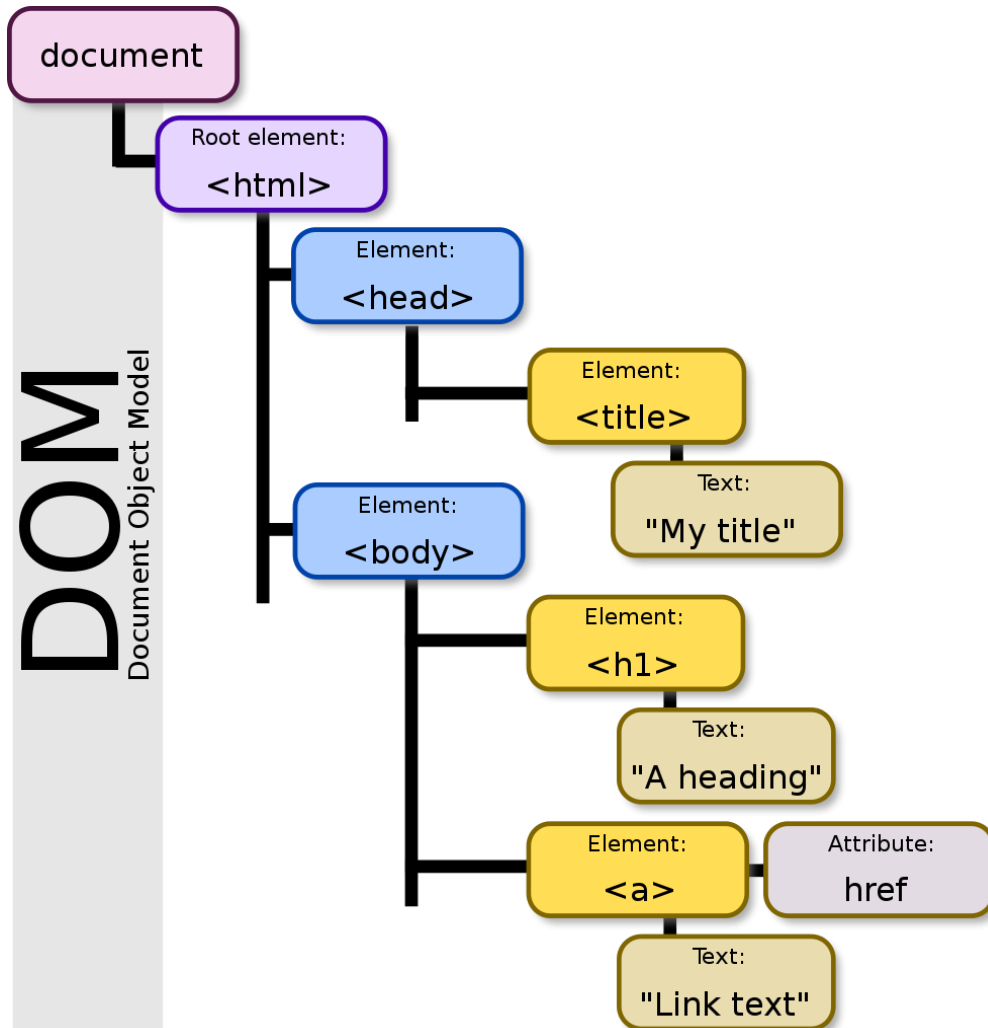 document
Root element:
<html>
Element:
<head>
Element:
<title>
Text:
"My title"
DOM
Document Object Model
Element:
<body>
Element:
<h1>
Text:
"A heading"
Element:
<a>
Attribute:
href
Text:
"Link text"